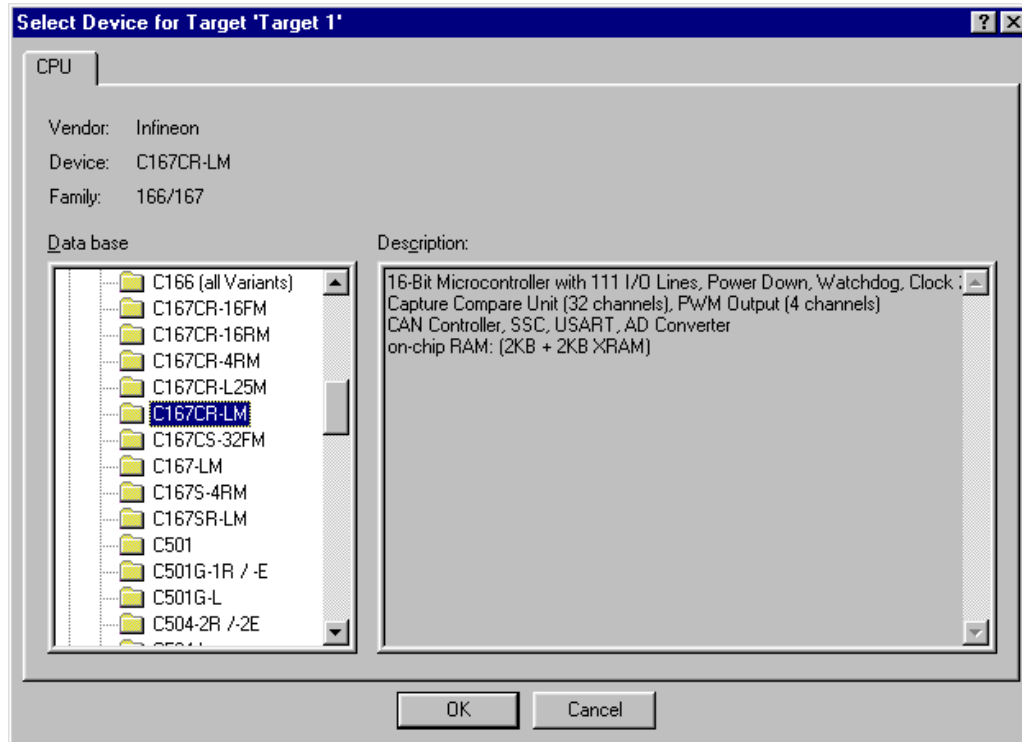 Select Device for Target 'Target 1'
CPU
Vendor: Infineon
Device: C167CR-LM
Family: 166/167
Data base
Description:
C166 (all Variants)
C167CR-16FM
C167CR-16RM
C167CR-4RM
C167CR-L25M
C167CR-LM
C167CS-32FM
C167-LM
C167S-4RM
C167SR-LM
C501
C501G-1R / -E
C501G-L
C504-2R /-2E
16-Bit Microcontroller with 111 I/O Lines, Power Down, Watchdog, Clock
Capture Compare Unit (32 channels), PWM Output (4 channels)
CAN Controller, SSC, USART, AD Converter
on-chip RAM: (2KB + 2KB XRAM)
OK
Cancel